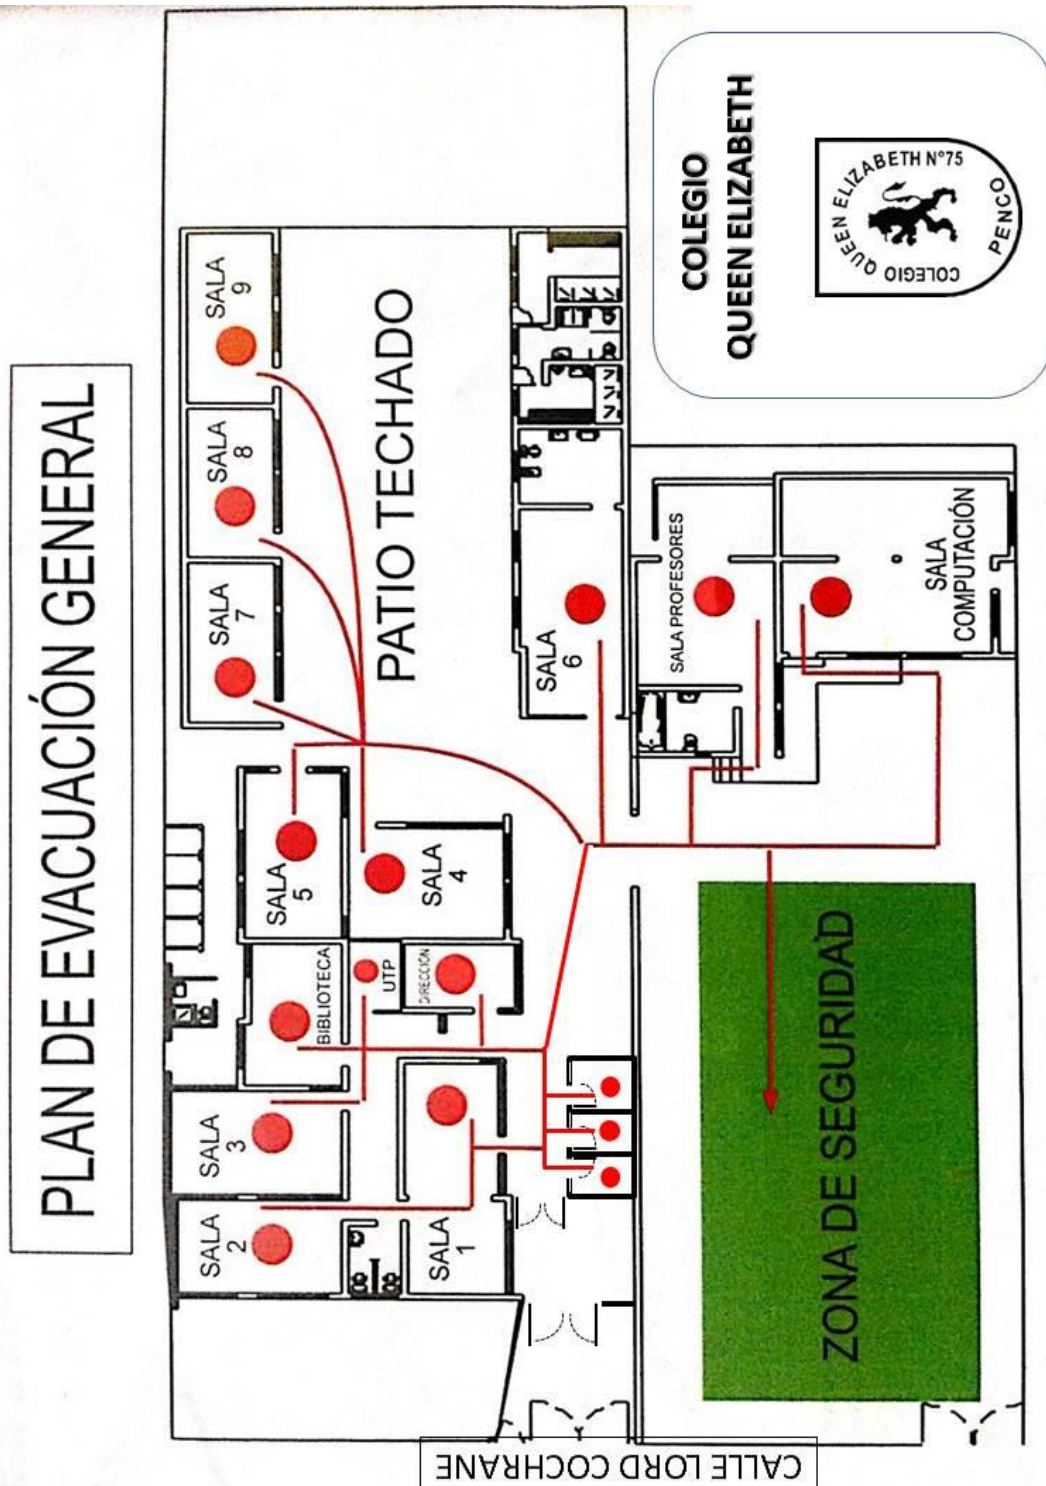 PLAN DE EVACUACIÓN GENERAL
SALA
2
SALA
3
BIBLIOTECA
SALA
5
SALA
7
SALA
8
SALA
9
SALA
1
UTP
DIRECCIÓN
SALA
4
PATIO TECHADO
SALA
6
SALA PROFESORES
SALA
COMPUTACIÓN
ZONA DE SEGURIDAD
CALLE LORD COCHRANE
COLEGIO
QUEEN ELIZABETH
COLEGIO QUEEN ELIZABETH N°75
PENCO